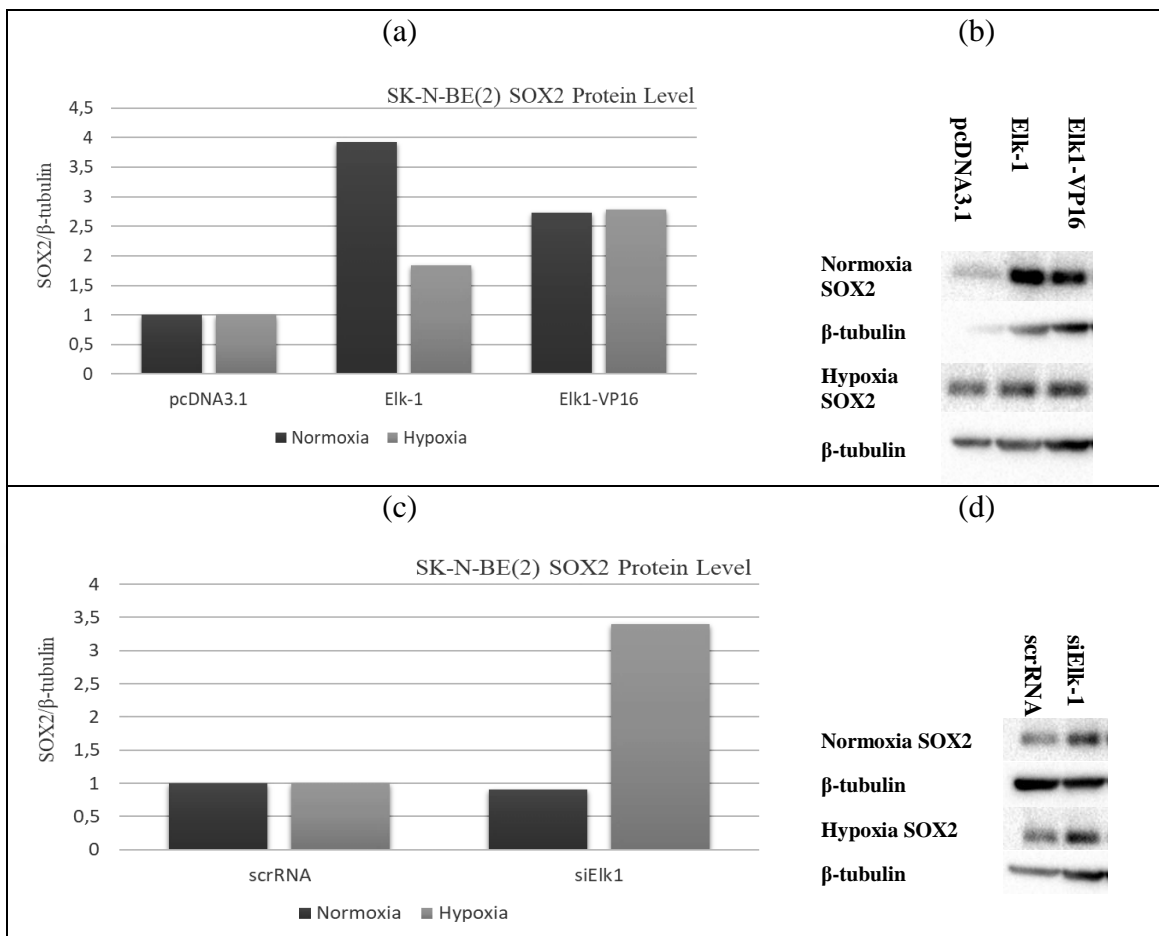 (a)
SK-N-BE(2) SOX2 Protein Level
SOX2/β-tubulin
4,5
4
3,5
3
2,5
2
1,5
1
0,5
0
pcDNA3.1
Elk-1
Elk1-VP16
Normoxia
Hypoxia
(b)
pcDNA3.1
Elk-1
Elk1-VP16
Normoxia
SOX2
β-tubulin
Hypoxia
SOX2
β-tubulin
(c)
SK-N-BE(2) SOX2 Protein Level
SOX2/β-tubulin
4
3,5
3
2,5
2
1,5
1
0,5
0
scrRNA
siElk1
Normoxia
Hypoxia
(d)
scrRNA
siElk-1
Normoxia SOX2
β-tubulin
Hypoxia SOX2
β-tubulin